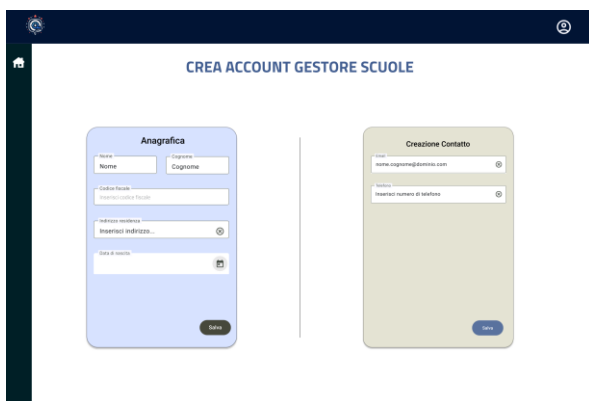 CREA ACCOUNT GESTORE SCUOLE
Anagrafica
Nome
Nome
Cognome
Cognome
Codice fiscale
Inserisci codice fiscale
Indirizzo residenza
Inserisci indirizzo...
Data di nascita
Salva
Creazione Contatto
Email
nome.cognome@dominio.com
Telefono
Inserisci numero di telefono
Salva